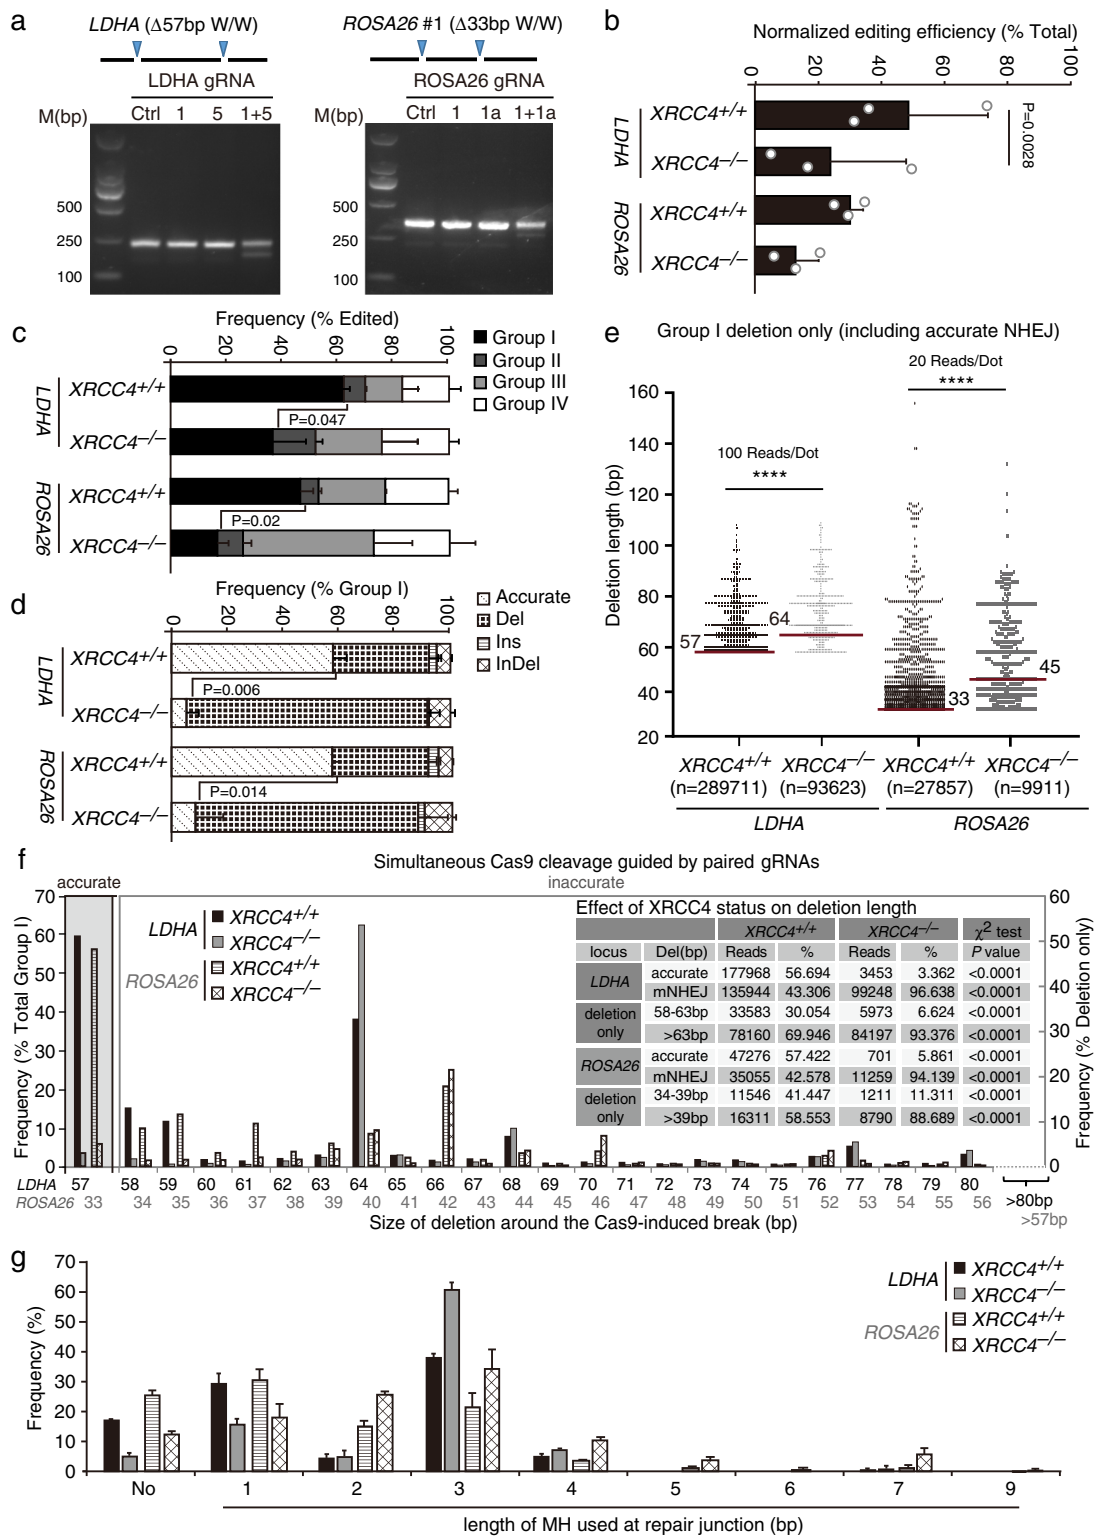 a
LDHA (Δ57bp W/W)
LDHA gRNA
M(bp) Ctrl 1 5 1+5
500
250
100
ROSA26 #1 (Δ33bp W/W)
ROSA26 gRNA
M(bp) Ctrl 1 1a 1+1a
500
250
100
b
Normalized editing efficiency (% Total)
0 20 40 60 80 100
LDHA
XRCC4+/+
XRCC4−/−
ROSA26
XRCC4+/+
XRCC4−/−
P=0.0028
c
Frequency (% Edited)
0 20 40 60 80 100
Group I
Group II
Group III
Group IV
LDHA
XRCC4+/+
P=0.047
XRCC4−/−
ROSA26
XRCC4+/+
P=0.02
XRCC4−/−
d
Frequency (% Group I)
0 20 40 60 80 100
Accurate
Del
Ins
InDel
LDHA
XRCC4+/+
P=0.006
XRCC4−/−
ROSA26
XRCC4+/+
P=0.014
XRCC4−/−
e
Group I deletion only (including accurate NHEJ)
20 Reads/Dot
****
100 Reads/Dot
****
Deletion length (bp)
160
140
120
100
80
60
40
20
57
64
33
45
XRCC4+/+ XRCC4−/− XRCC4+/+ XRCC4−/−
(n=289711) (n=93623) (n=27857) (n=9911)
LDHA ROSA26
f
Simultaneous Cas9 cleavage guided by paired gRNAs
accurate inaccurate
Frequency (% Total Group I)
70
60
50
40
30
20
10
0
LDHA
XRCC4+/+
XRCC4−/−
ROSA26
XRCC4+/+
XRCC4−/−
Effect of XRCC4 status on deletion length
XRCC4+/+ XRCC4−/− χ2 test
locus Del(bp) Reads % Reads % P value
LDHA accurate 177968 56.694 3453 3.362 <0.0001
mNHEJ 135944 43.306 99248 96.638 <0.0001
deletion only 58-63bp 33583 30.054 5973 6.624 <0.0001
>63bp 78160 69.946 84197 93.376 <0.0001
ROSA26 accurate 47276 57.422 701 5.861 <0.0001
mNHEJ 35055 42.578 11259 94.139 <0.0001
deletion only 34-39bp 11546 41.447 1211 11.311 <0.0001
>39bp 16311 58.553 8790 88.689 <0.0001
60
50
40
30
20
10
0
Frequency (% Deletion only)
LDHA 57 58 59 60 61 62 63 64 65 66 67 68 69 70 71 72 73 74 75 76 77 78 79 80 >80bp
ROSA26 33 34 35 36 37 38 39 40 41 42 43 44 45 46 47 48 49 50 51 52 53 54 55 56 >57bp
Size of deletion around the Cas9-induced break (bp)
g
Frequency (%)
70
60
50
40
30
20
10
0
LDHA
XRCC4+/+
XRCC4−/−
ROSA26
XRCC4+/+
XRCC4−/−
No 1 2 3 4 5 6 7 9
length of MH used at repair junction (bp)